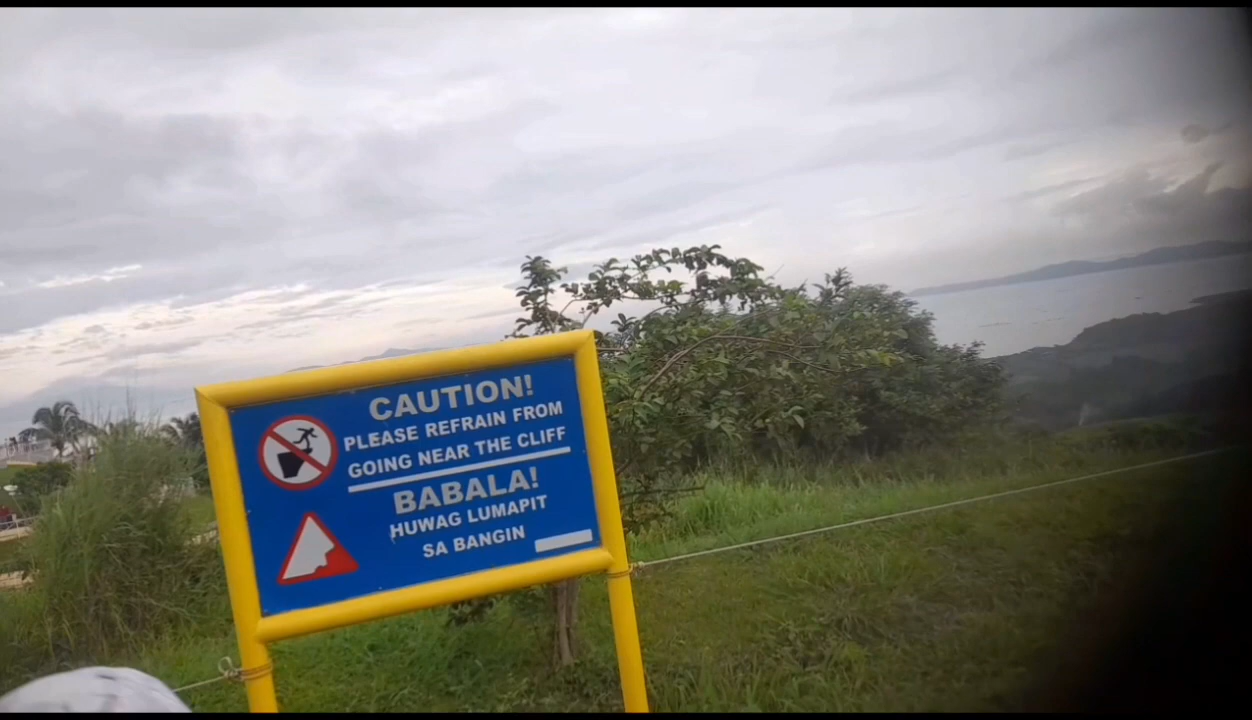 CAUTION!
PLEASE REFRAIN FROM
GOING NEAR THE CLIFF
BABALA!
HUWAG LUMAPIT
SA BANGIN